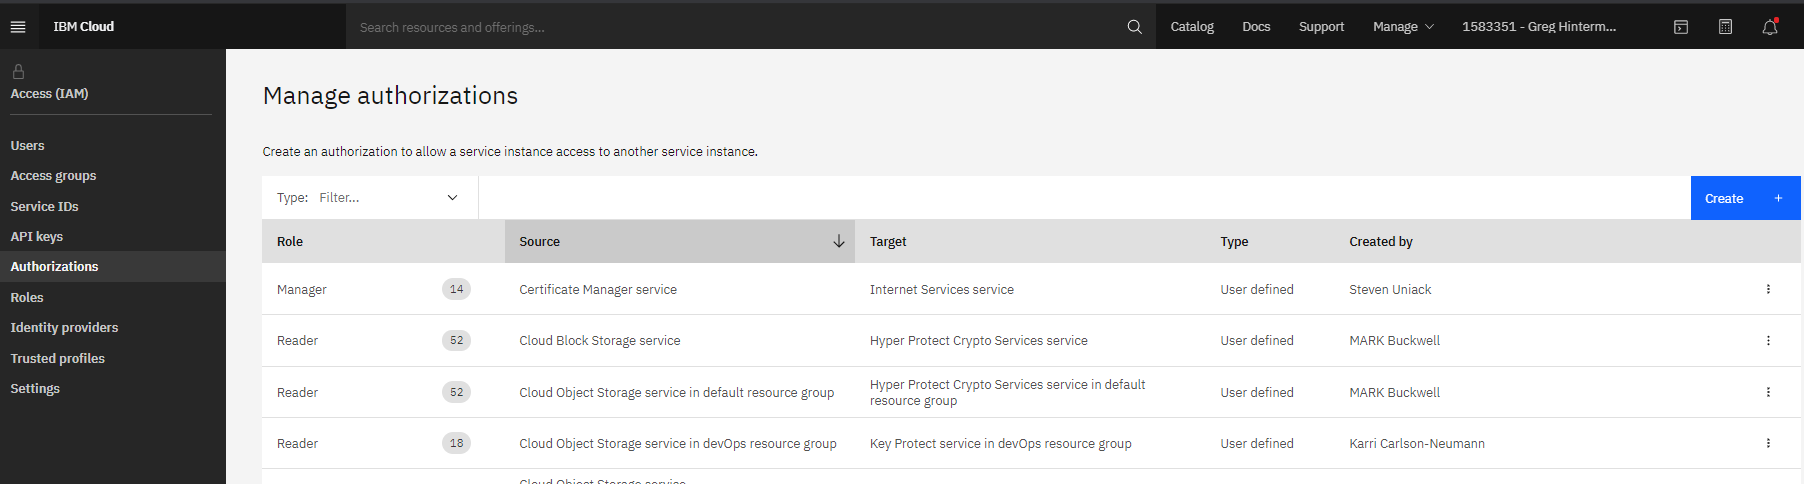 IBM Cloud
Search resources and offerings...
Catalog
Docs
Support
Manage
1583351 - Greg Hinterm...
Access (IAM)
Users
Access groups
Service IDs
API keys
Authorizations
Roles
Identity providers
Trusted profiles
Settings
Manage authorizations
Create an authorization to allow a service instance access to another service instance.
Type: Filter...
Create +
Role Source Target Type Created by
Manager 14 Certificate Manager service Internet Services service User defined Steven Uniack
Reader 52 Cloud Block Storage service Hyper Protect Crypto Services service User defined MARK Buckwell
Reader 52 Cloud Object Storage service in default resource group Hyper Protect Crypto Services service in default
resource group User defined MARK Buckwell
Reader 18 Cloud Object Storage service in devOps resource group Key Protect service in devOps resource group User defined Karri Carlson-Neumann
Cloud Object Storage service